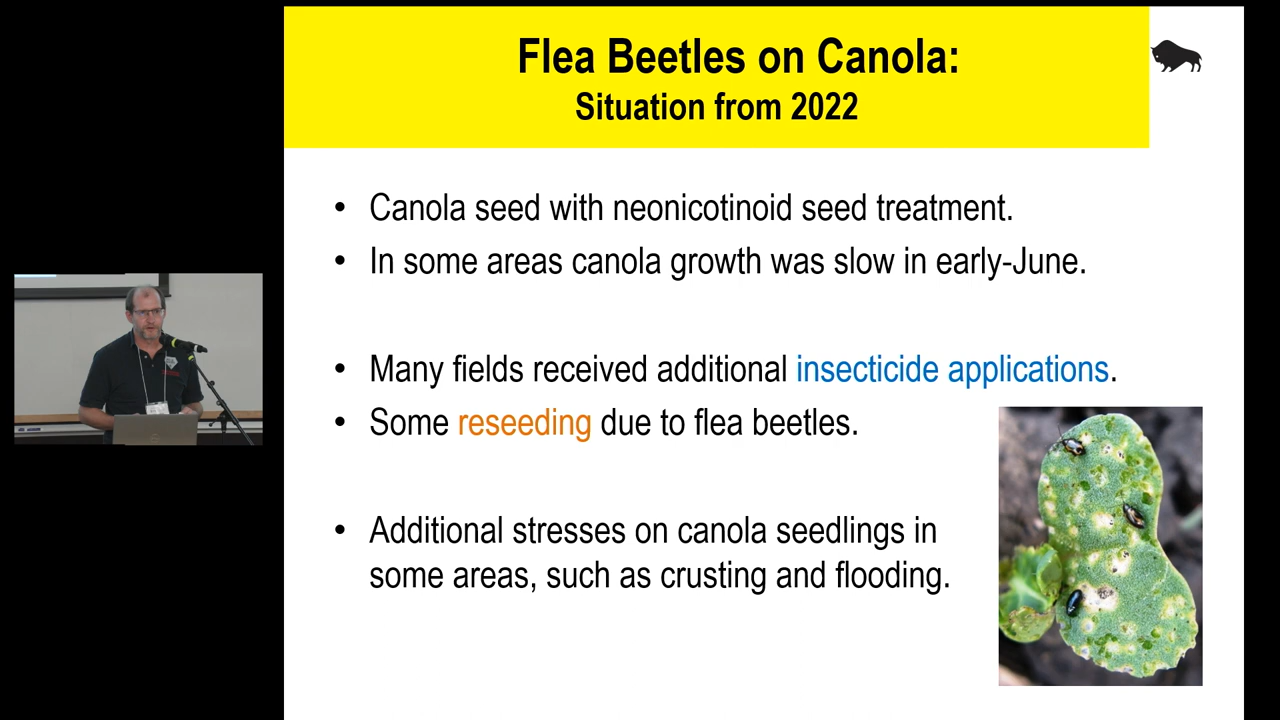 Flea Beetles on Canola:
Situation from 2022
• Canola seed with neonicotinoid seed treatment.
• In some areas canola growth was slow in early-June.
• Many fields received additional insecticide applications.
• Some reseeding due to flea beetles.
• Additional stresses on canola seedlings in
some areas, such as crusting and flooding.